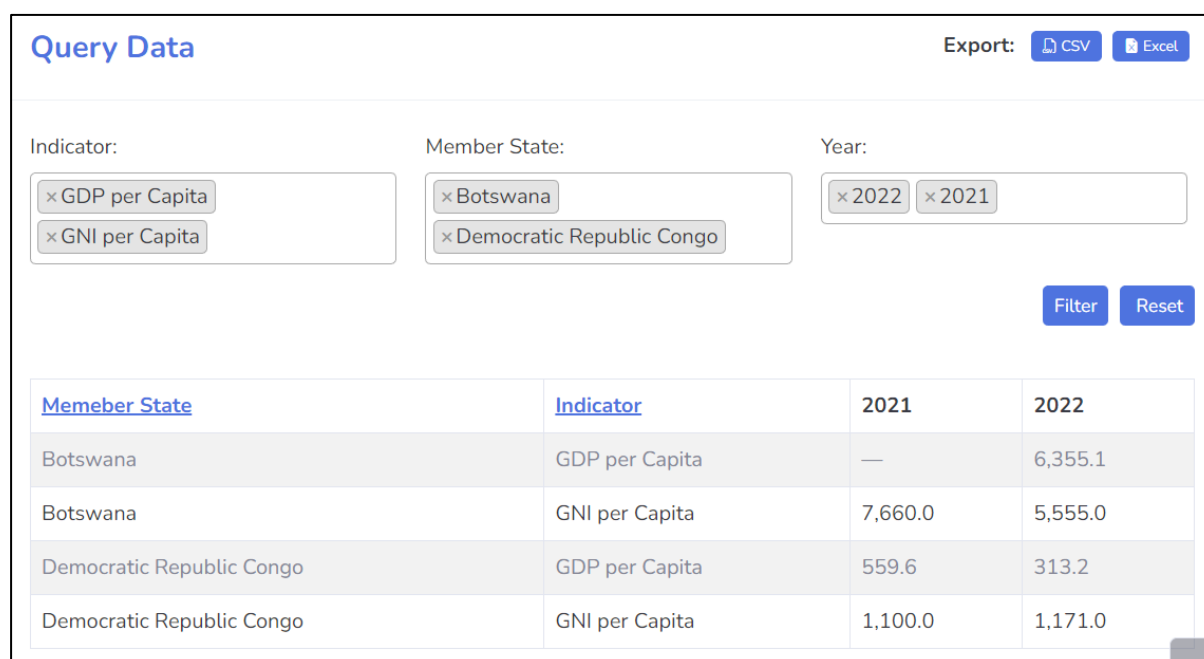 Query Data
Export: CSV Excel
Indicator: Member State: Year:
×GDP per Capita ×Botswana ×2022 ×2021
×GNI per Capita ×Democratic Republic Congo
Filter Reset
Memeber State Indicator 2021 2022
Botswana GDP per Capita — 6,355.1
Botswana GNI per Capita 7,660.0 5,555.0
Democratic Republic Congo GDP per Capita 559.6 313.2
Democratic Republic Congo GNI per Capita 1,100.0 1,171.0